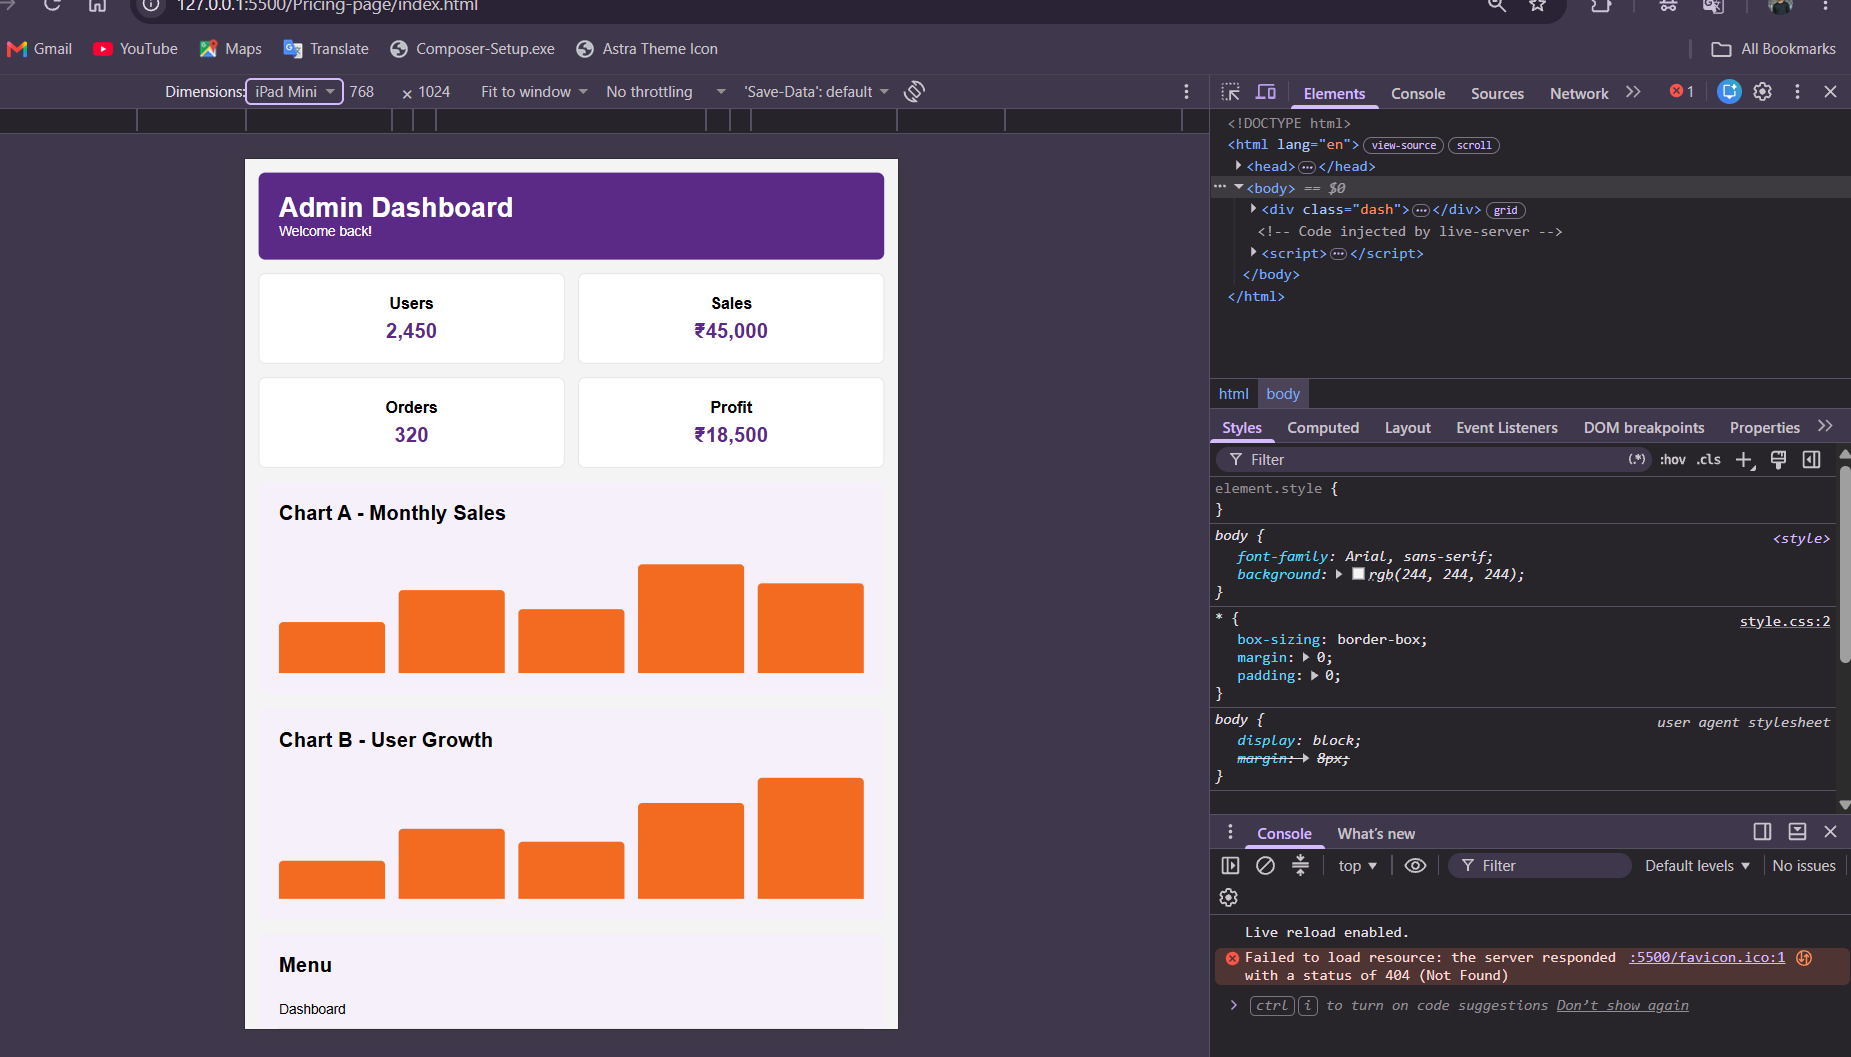 127.0.0.1:5500/Pricing-page/index.html
Gmail YouTube Maps Translate Composer-Setup.exe Astra Theme Icon All Bookmarks
Dimensions: iPad Mini 768 × 1024 Fit to window No throttling 'Save-Data': default
Admin Dashboard
Welcome back!
Users
2,450
Sales
₹45,000
Orders
320
Profit
₹18,500
Chart A - Monthly Sales
Chart B - User Growth
Menu
Dashboard
Elements Console Sources Network 1
<!DOCTYPE html>
<html lang="en"> view-source scroll
<head> </head>
<body> == $0
<div class="dash"> </div> grid
<!-- Code injected by live-server -->
<script> </script>
</body>
</html>
html body
Styles Computed Layout Event Listeners DOM breakpoints Properties
Filter (.*) :hov .cls
element.style {
}
body { <style>
font-family: Arial, sans-serif;
background: rgb(244, 244, 244);
}
* { style.css:2
box-sizing: border-box;
margin: 0;
padding: 0;
}
body { user agent stylesheet
display: block;
margin: 8px;
}
Console What's new
top Filter Default levels No issues
Live reload enabled.
Failed to load resource: the server responded :5500/favicon.ico:1
with a status of 404 (Not Found)
ctrl i to turn on code suggestions Don't show again